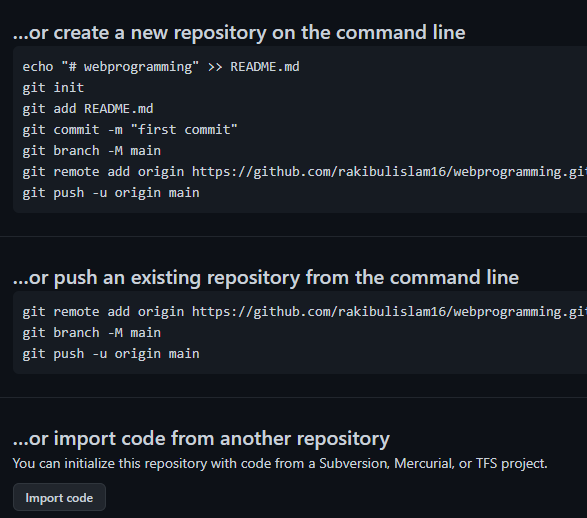 ...or create a new repository on the command line
echo "# webprogramming" >> README.md
git init
git add README.md
git commit -m "first commit"
git branch -M main
git remote add origin https://github.com/rakibulislam16/webprogramming.git
git push -u origin main
...or push an existing repository from the command line
git remote add origin https://github.com/rakibulislam16/webprogramming.git
git branch -M main
git push -u origin main
...or import code from another repository
You can initialize this repository with code from a Subversion, Mercurial, or TFS project.
Import code